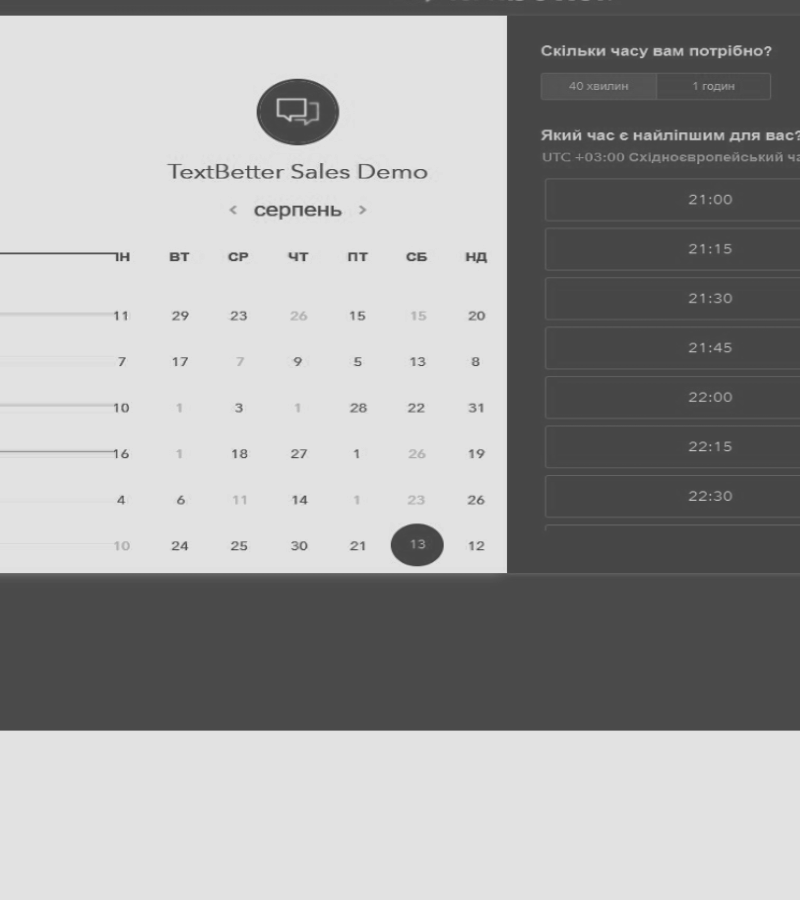 TextBetter Sales Demo
< серпень >
ІН ВТ СР ЧТ ПТ СБ НД
11 29 23 26 15 15 20
7 17 7 9 5 13 8
10 1 3 1 28 22 31
16 1 18 27 1 26 19
4 6 11 14 1 23 26
10 24 25 30 21 13 12
Скільки часу вам потрібно?
40 хвилин 1 годин
Який час є найліпшим для вас?
UTC +03:00 Східноєвропейський ча
21:00
21:15
21:30
21:45
22:00
22:15
22:30